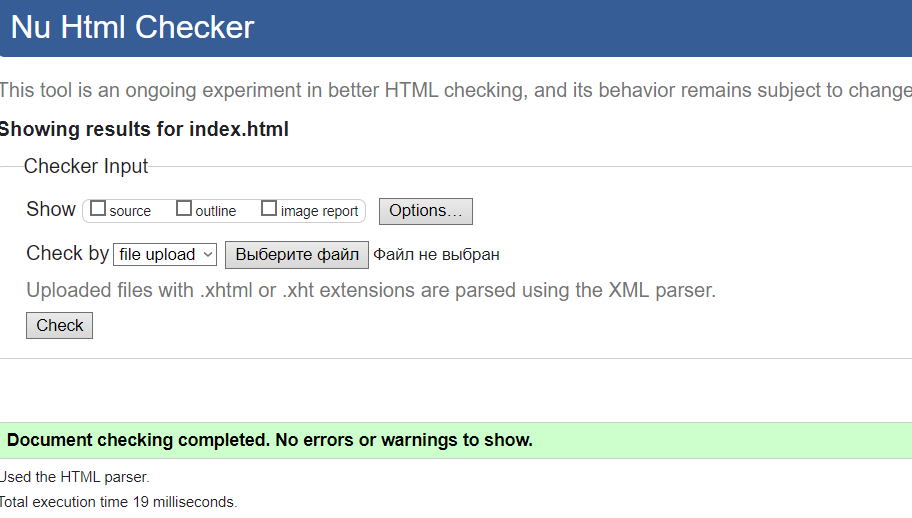 Nu Html Checker
This tool is an ongoing experiment in better HTML checking, and its behavior remains subject to change
Showing results for index.html
Checker Input
Show source outline image report Options...
Check by file upload Выберите файл Файл не выбран
Uploaded files with .xhtml or .xht extensions are parsed using the XML parser.
Check
Document checking completed. No errors or warnings to show.
Used the HTML parser.
Total execution time 19 milliseconds.